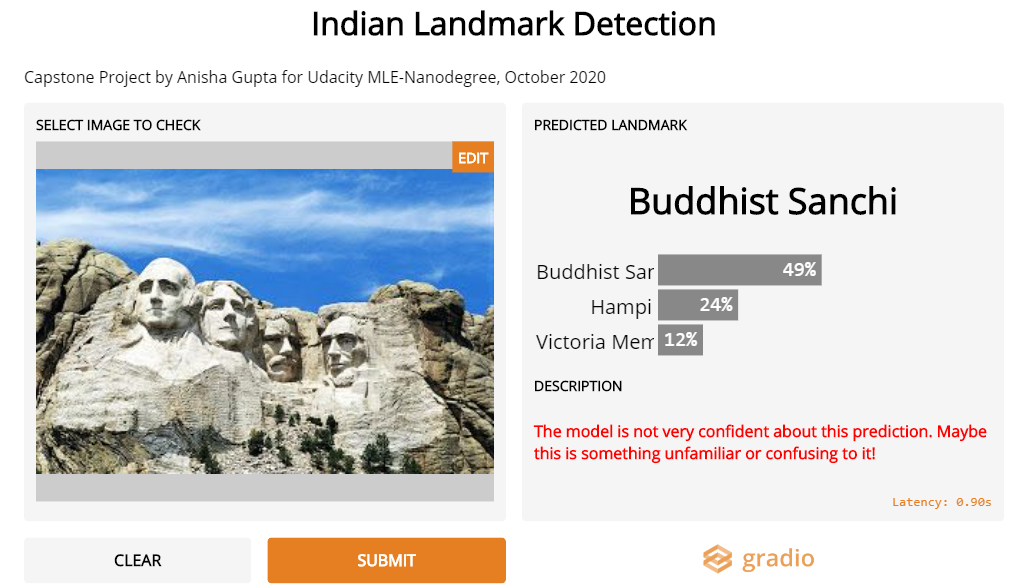 Indian Landmark Detection
Capstone Project by Anisha Gupta for Udacity MLE-Nanodegree, October 2020
SELECT IMAGE TO CHECK
EDIT
PREDICTED LANDMARK
Buddhist Sanchi
Buddhist Sar 49%
Hampi 24%
Victoria Mem 12%
DESCRIPTION
The model is not very confident about this prediction. Maybe
this is something unfamiliar or confusing to it!
Latency: 0.90s
CLEAR
SUBMIT
gradio